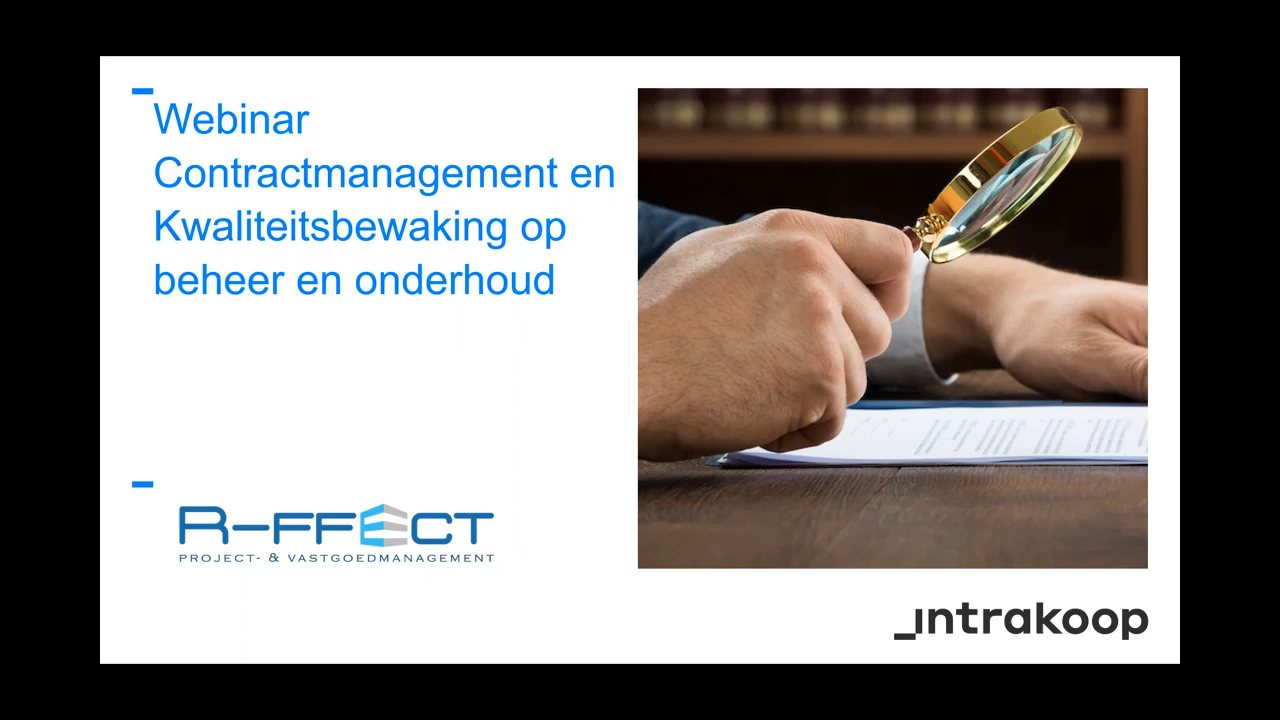 Webinar
Contractmanagement en
Kwaliteitsbewaking op
beheer en onderhoud
R-FFECT
PROJECT- & VASTGOEDMANAGEMENT
_intrakoop